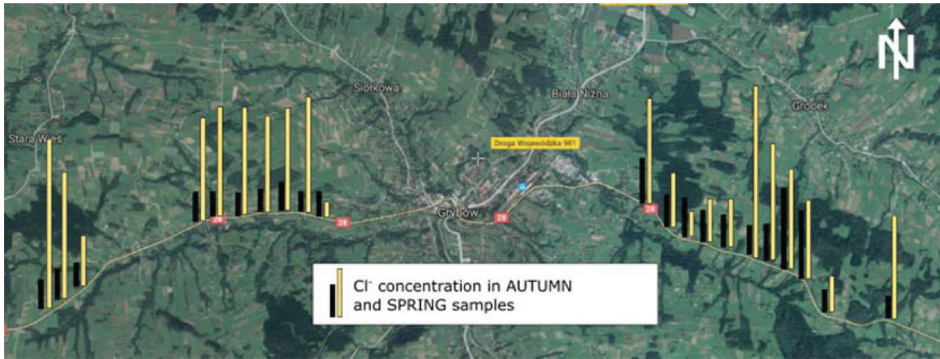 N
Siołkowa
Biała Niżna
Gródek
Stara Wieś
Droga Wojewódzka 981
28
Grybów
28
28
28
Cl⁻ concentration in AUTUMN
and SPRING samples